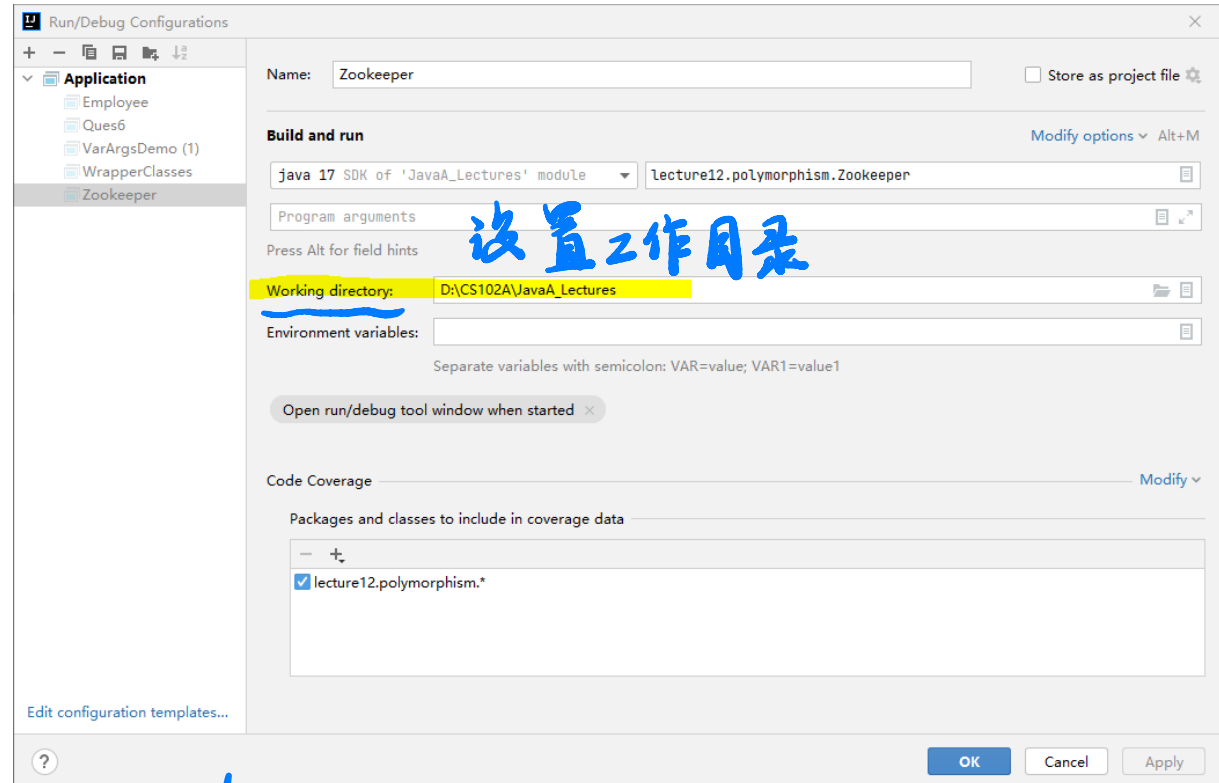 Run/Debug Configurations
Application
Employee
Ques6
VarArgsDemo (1)
WrapperClasses
Zookeeper
Edit configuration templates...
Name: Zookeeper
Store as project file
Build and run
Modify options Alt+M
java 17 SDK of 'JavaA_Lectures' module
lecture12.polymorphism.Zookeeper
Program arguments
Press Alt for field hints
设置工作目录
Working directory: D:\CS102A\JavaA_Lectures
Environment variables:
Separate variables with semicolon: VAR=value; VAR1=value1
Open run/debug tool window when started
Code Coverage
Modify
Packages and classes to include in coverage data
lecture12.polymorphism.*
?
OK
Cancel
Apply